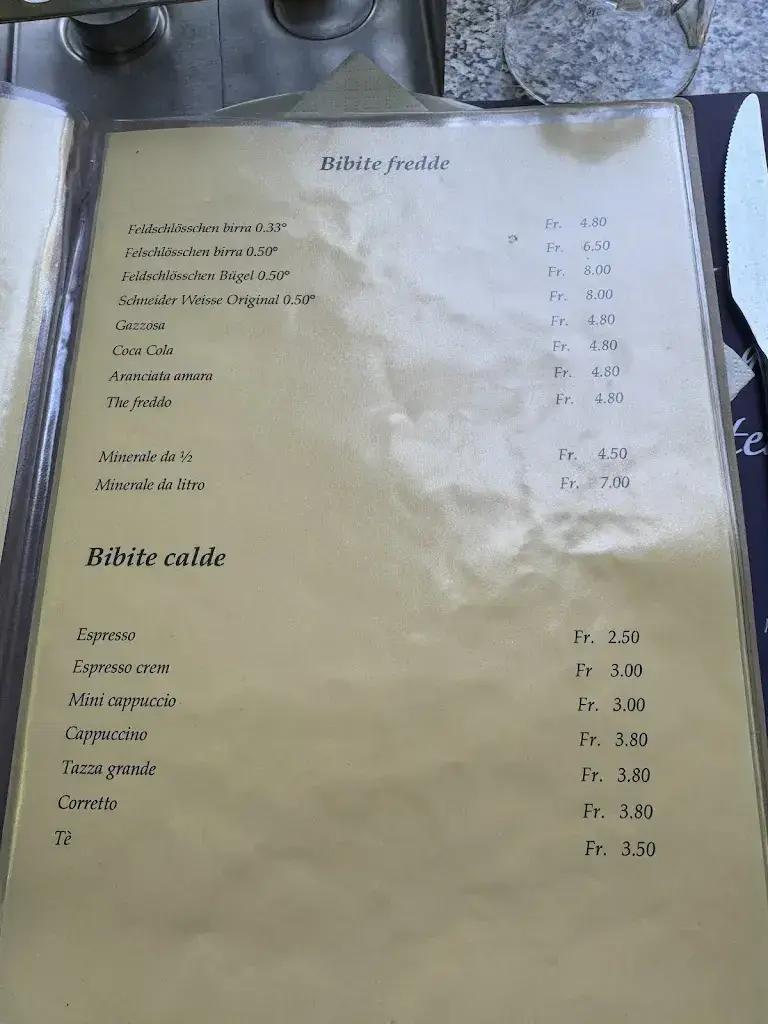 Bibite fredde
Feldschlösschen birra 0.33° Fr. 4.80
Felschlösschen birra 0.50° Fr. 6.50
Feldschlösschen Bügel 0.50° Fr. 8.00
Schneider Weisse Original 0.50° Fr. 8.00
Gazzosa Fr. 4.80
Coca Cola Fr. 4.80
Aranciata amara Fr. 4.80
The freddo Fr. 4.80
Minerale da ½ Fr. 4.50
Minerale da litro Fr. 7.00
Bibite calde
Espresso Fr. 2.50
Espresso crem Fr 3.00
Mini cappuccio Fr. 3.00
Cappuccino Fr. 3.80
Tazza grande Fr. 3.80
Corretto Fr. 3.80
Tè Fr. 3.50